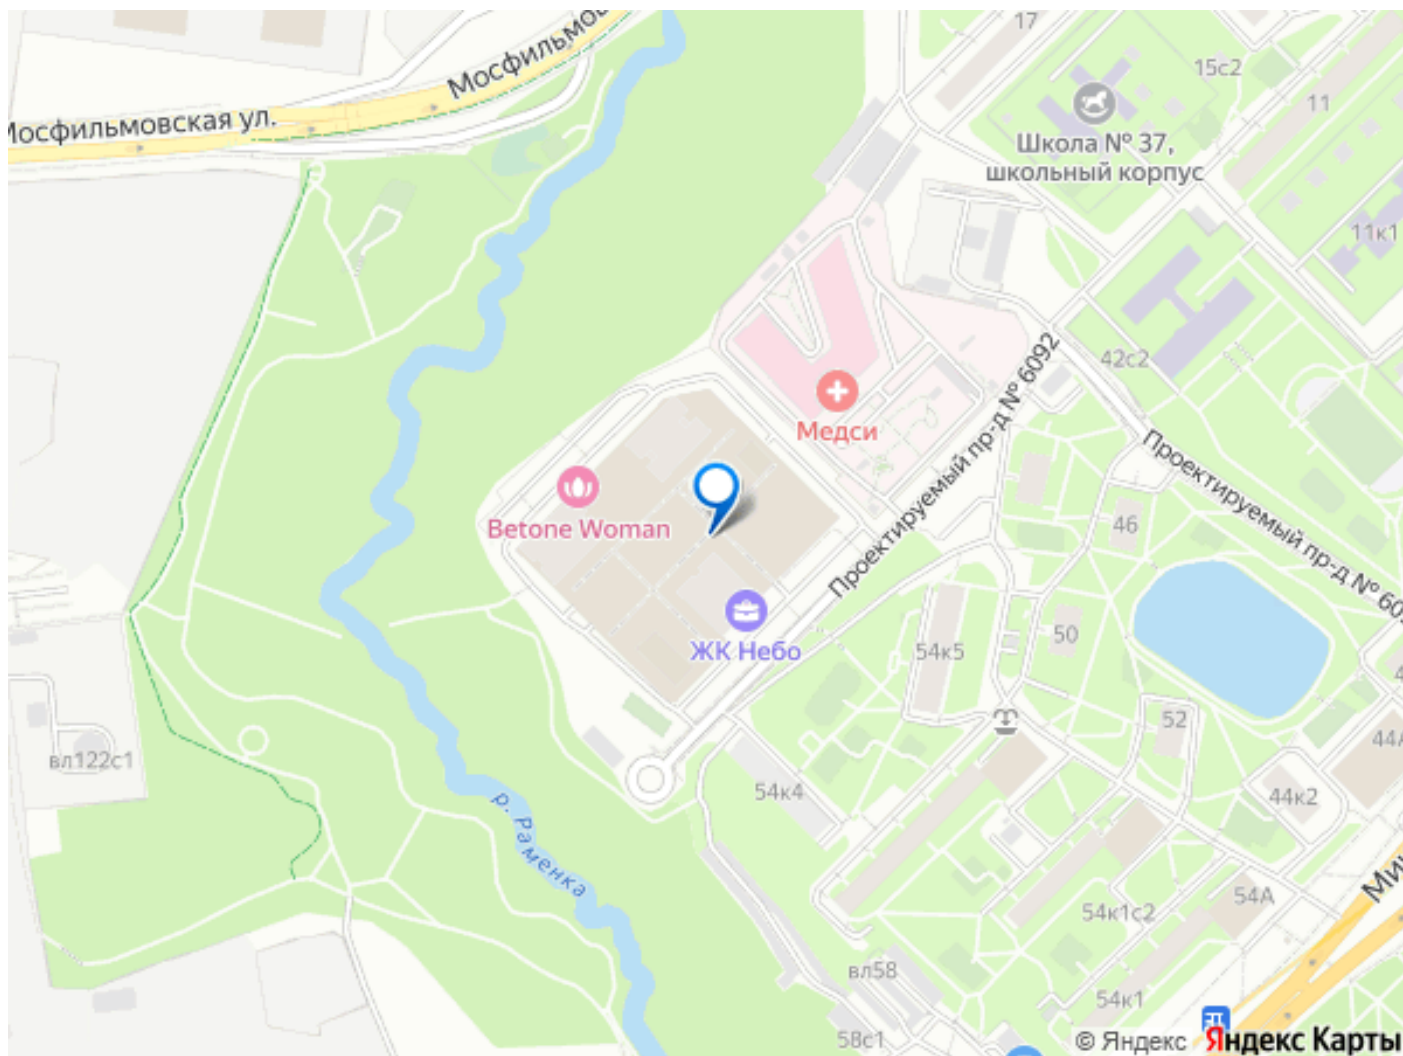 17
15с2
11
Мосфильмовская ул.
Школа № 37,
школьный корпус
11к1
42с2
Проектируемый пр-д № 6092
Медси
Проектируемый пр-д №
Betone Woman
46
50
ЖК Небо
54к5
52
вл122с1
54к4
44к2
р. Раменка
54А
54к1с2
вл58
54к1
58с1
© Яндекс Яндекс Карты